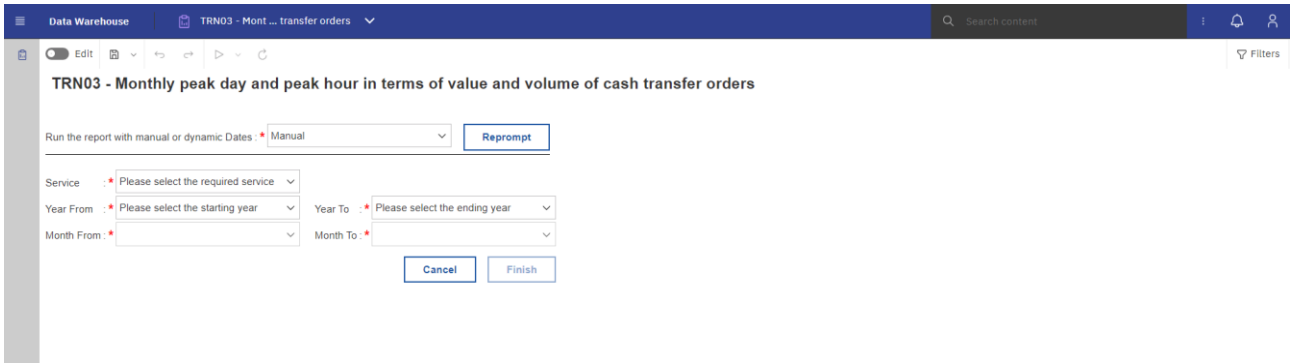 Data Warehouse TRN03 - Mont ... transfer orders Search content
Edit Filters
TRN03 - Monthly peak day and peak hour in terms of value and volume of cash transfer orders
Run the report with manual or dynamic Dates : * Manual Reprompt
Service : * Please select the required service
Year From : * Please select the starting year Year To : * Please select the ending year
Month From : * Month To : *
Cancel Finish